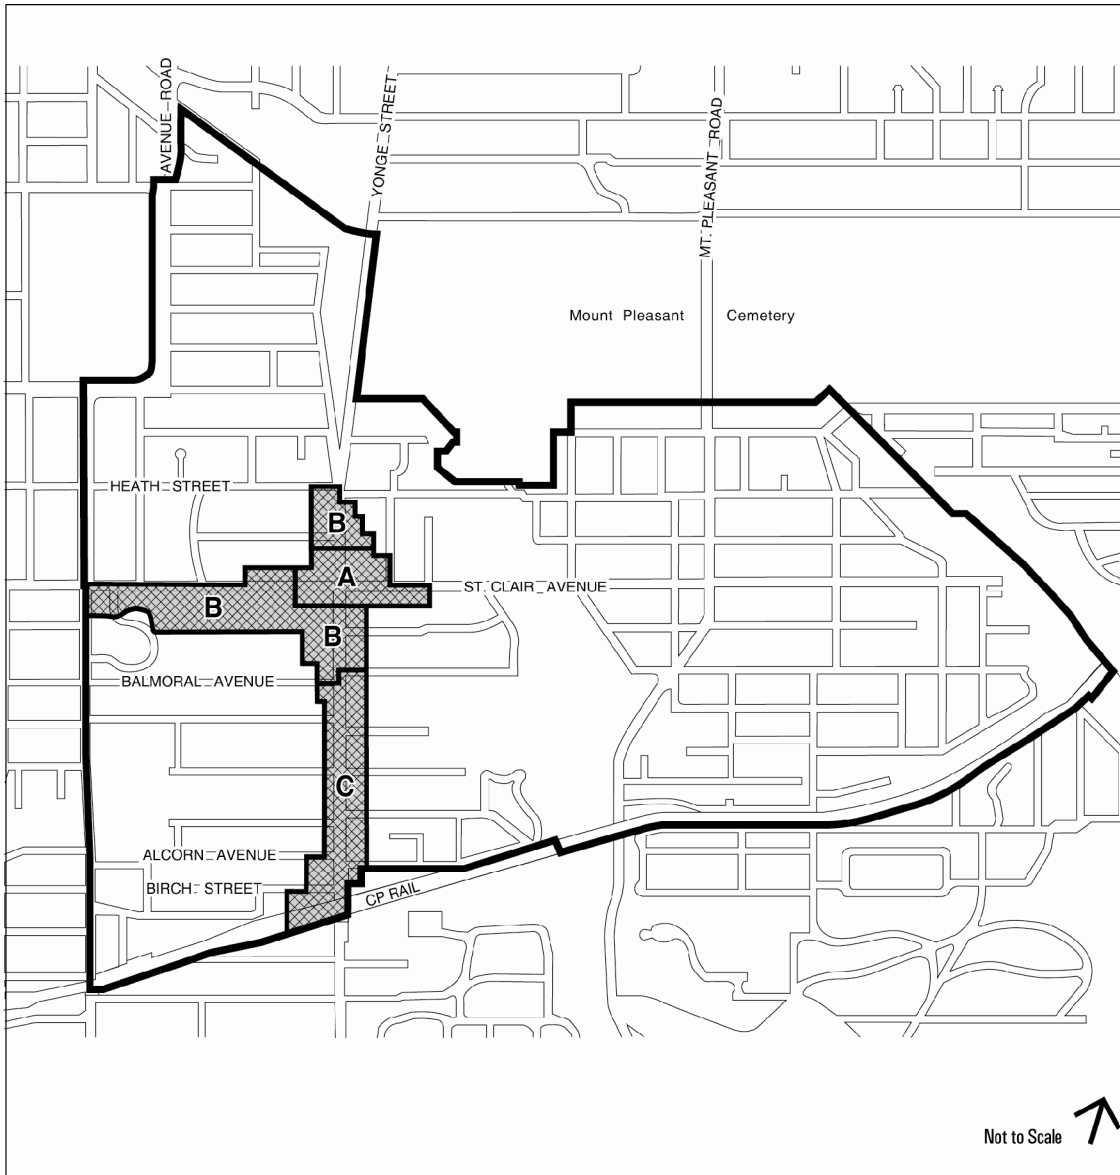 AVENUE ROAD
YONGE STREET
MT. PLEASANT ROAD
Mount Pleasant Cemetery
HEATH STREET
B
A
ST. CLAIR AVENUE
B
B
BALMORAL AVENUE
C
ALCORN AVENUE
BIRCH STREET
CP RAIL
Not to Scale